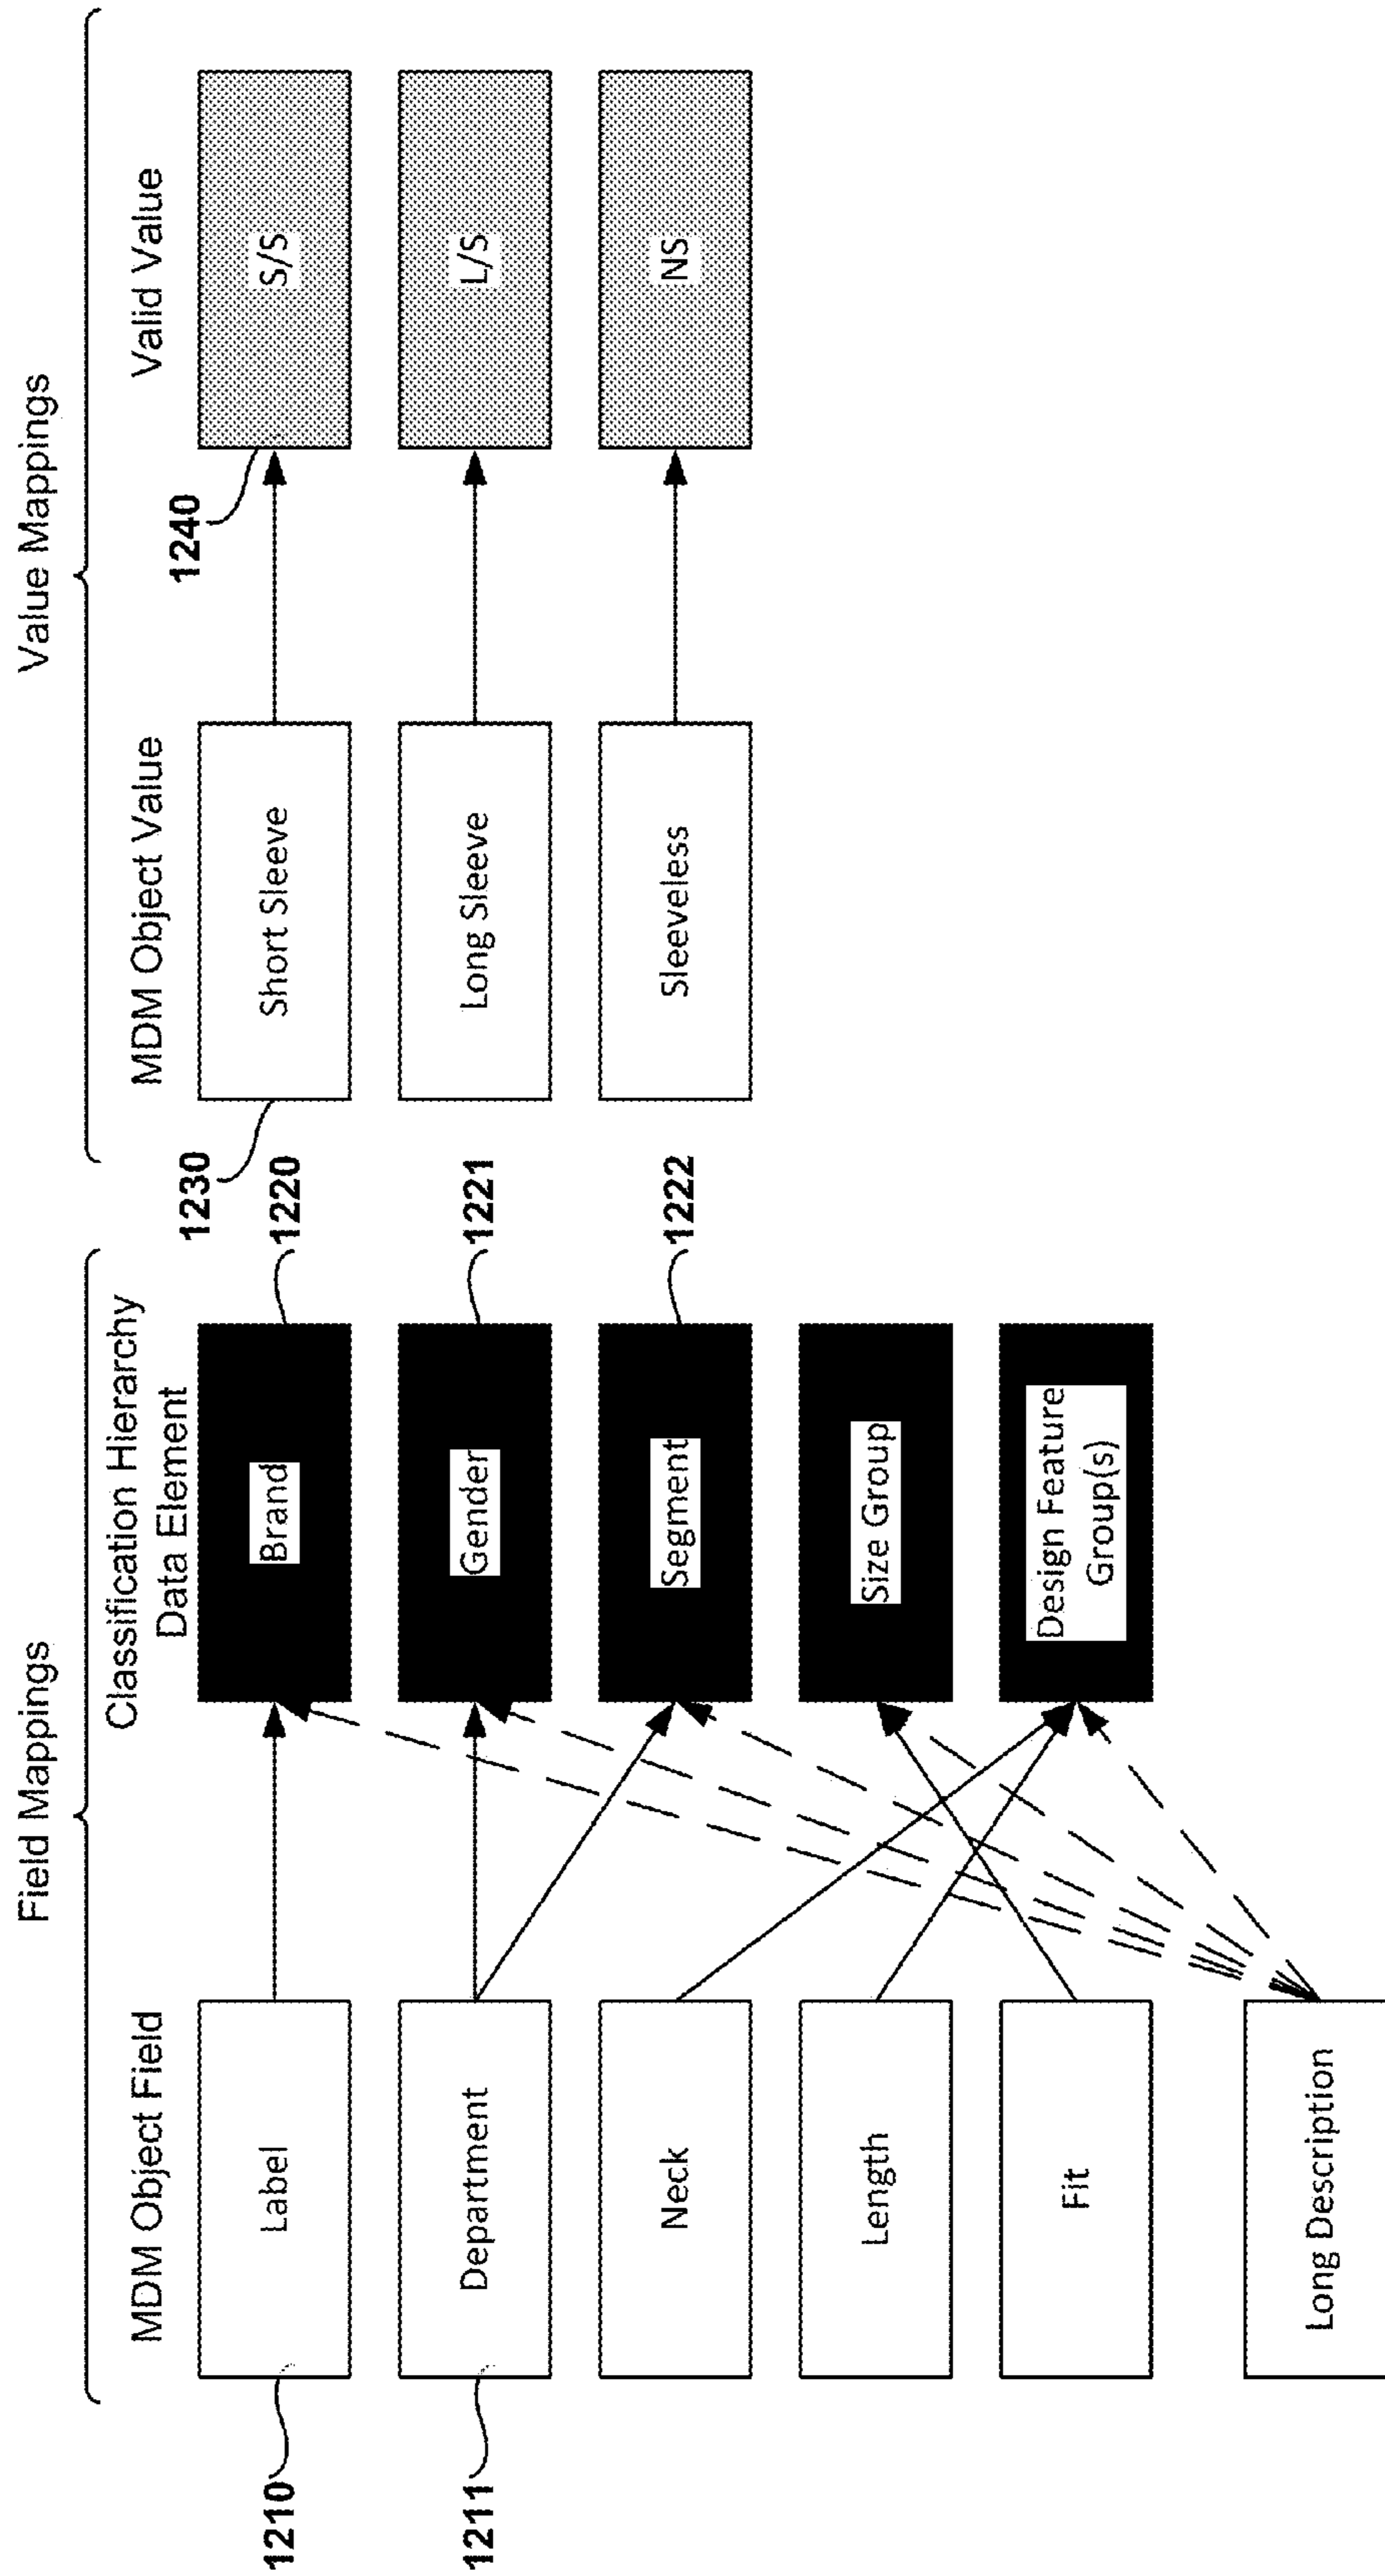 Field Mappings
MDM Object Field
Classification Hierarchy
Data Element
1210
Label
Brand
1220
1211
Department
Gender
1221
Neck
Segment
1222
Length
Size Group
Fit
Design Feature
Group(s)
Long Description
Value Mappings
MDM Object Value
Valid Value
1230
Short Sleeve
1240
S/S
Long Sleeve
L/S
Sleeveless
NS